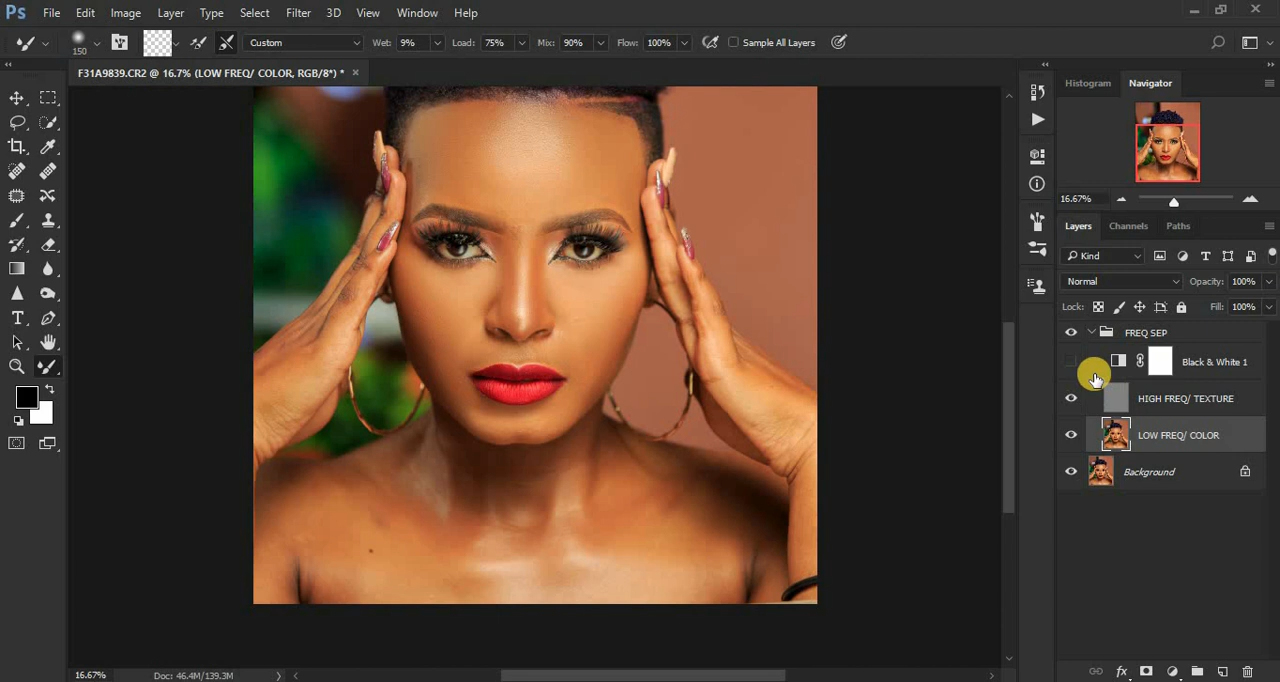 Ps File Edit Image Layer Type Select Filter 3D View Window Help
150 Custom Wet: 9% Load: 75% Mix: 90% Flow: 100% Sample All Layers
F31A9839.CR2 @ 16.7% (LOW FREQ/ COLOR, RGB/8*) * ×
Histogram Navigator
16.67%
Layers Channels Paths
Kind
Normal Opacity: 100%
Lock: Fill: 100%
FREQ SEP
Black & White 1
HIGH FREQ/ TEXTURE
LOW FREQ/ COLOR
Background
16.67% Doc: 46.4M/139.3M